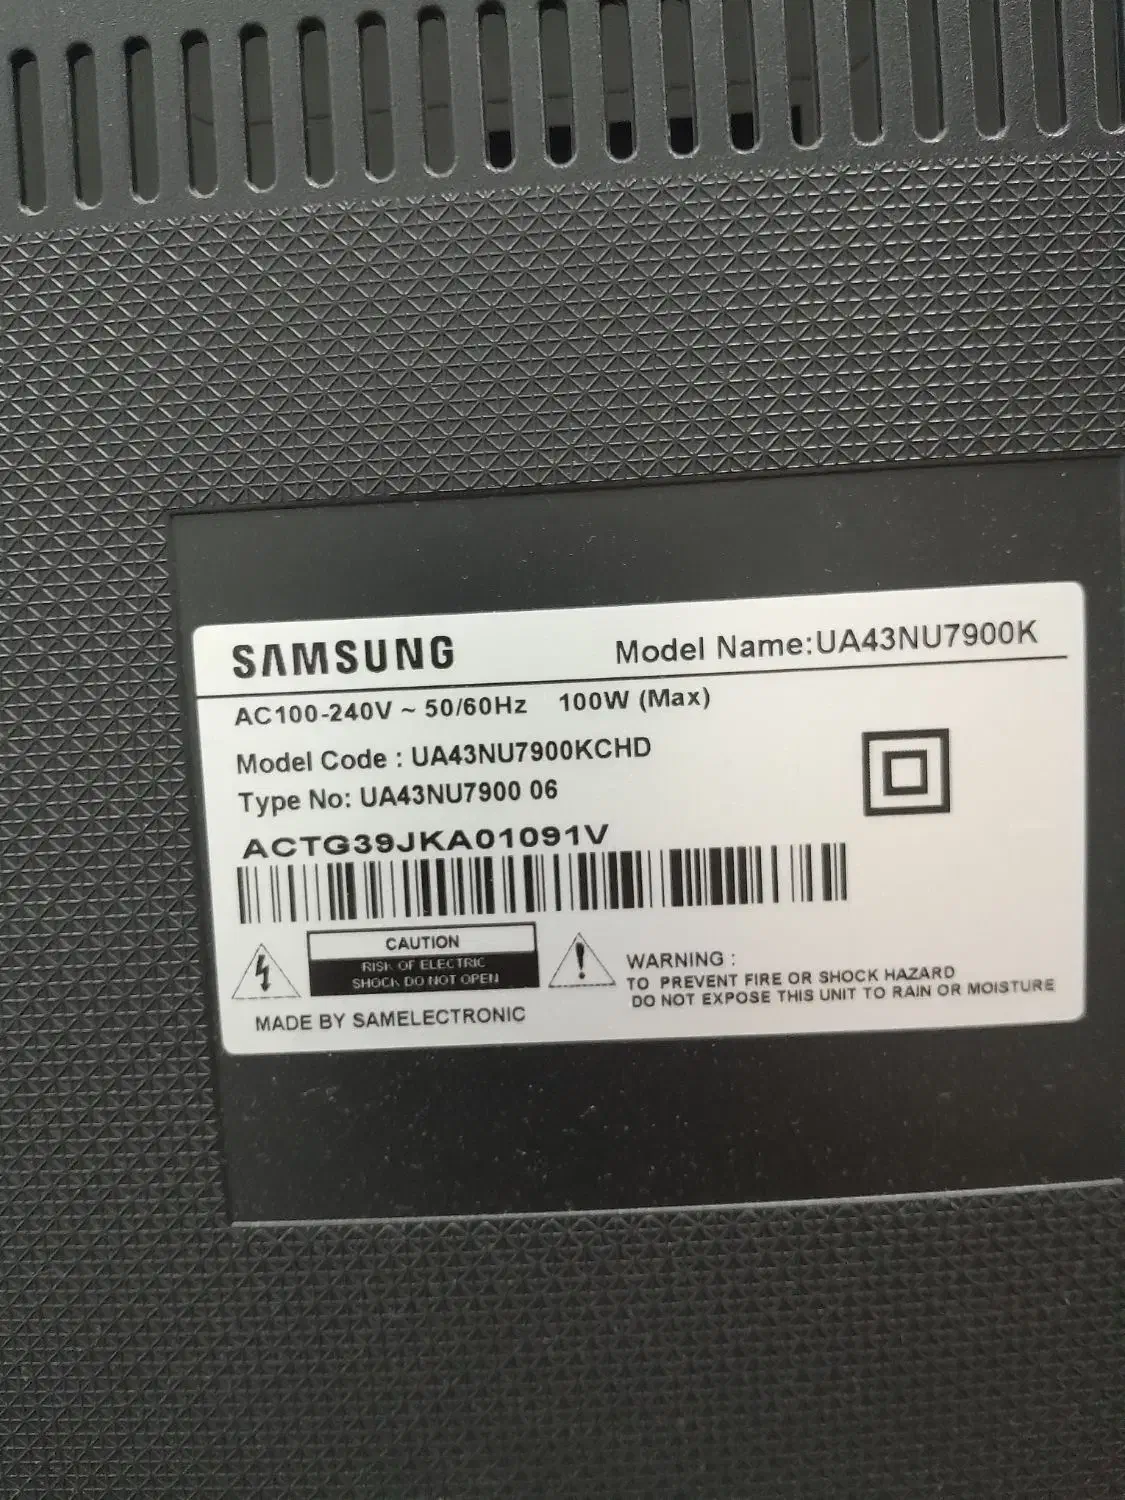 SAMSUNG Model Name:UA43NU7900K
AC100-240V ~ 50/60Hz 100W (Max)
Model Code : UA43NU7900KCHD
Type No: UA43NU7900 06
ACTG39JKA01091V
CAUTION
RISK OF ELECTRIC
SHOCK DO NOT OPEN
WARNING :
TO PREVENT FIRE OR SHOCK HAZARD
DO NOT EXPOSE THIS UNIT TO RAIN OR MOISTURE
MADE BY SAMELECTRONIC